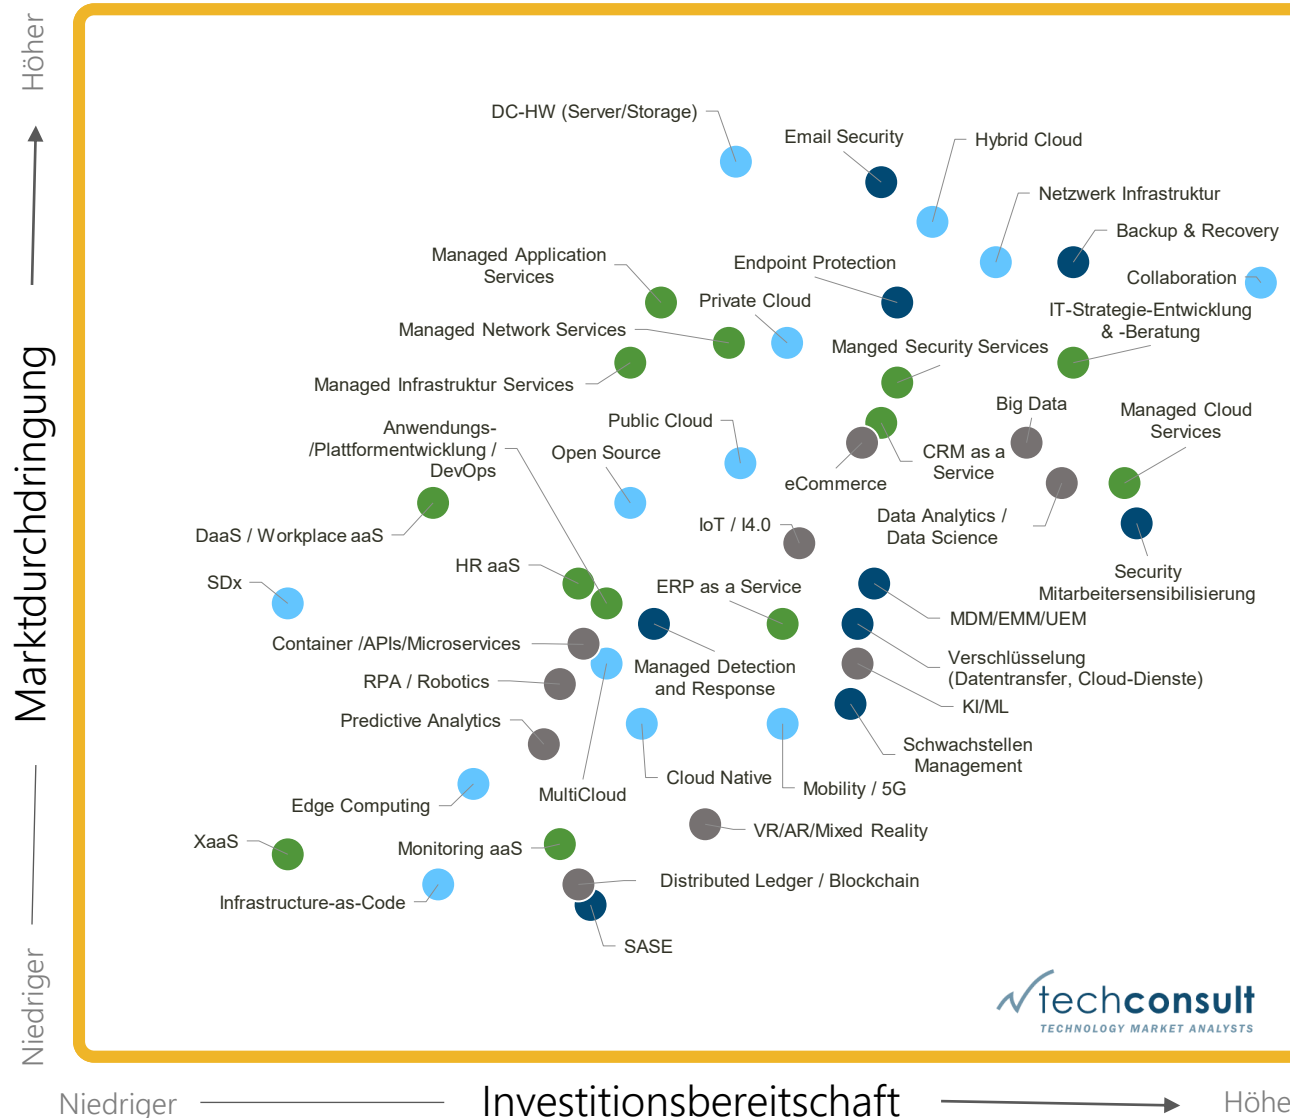 Höher
DC-HW (Server/Storage)
Email Security
Hybrid Cloud
Netzwerk Infrastruktur
Backup & Recovery
Managed Application
Services
Endpoint Protection
Collaboration
Private Cloud
IT-Strategie-Entwicklung
& -Beratung
Managed Network Services
Manged Security Services
Managed Infrastruktur Services
Big Data
Managed Cloud
Services
Public Cloud
Anwendungs-
/Plattformentwicklung /
DevOps
Open Source
CRM as a
Service
eCommerce
Data Analytics /
Data Science
IoT / I4.0
DaaS / Workplace aaS
HR aaS
Security
Mitarbeitersensibilisierung
SDx
ERP as a Service
MDM/EMM/UEM
Container /APIs/Microservices
Managed Detection
and Response
Verschlüsselung
(Datentransfer, Cloud-Dienste)
RPA / Robotics
KI/ML
Predictive Analytics
Schwachstellen
Management
Cloud Native
Mobility / 5G
MultiCloud
Edge Computing
VR/AR/Mixed Reality
XaaS
Monitoring aaS
Distributed Ledger / Blockchain
Infrastructure-as-Code
SASE
Marktdurchdringung
Niedriger
techconsult
TECHNOLOGY MARKET ANALYSTS
Niedriger
Investitionsbereitschaft
Höhe